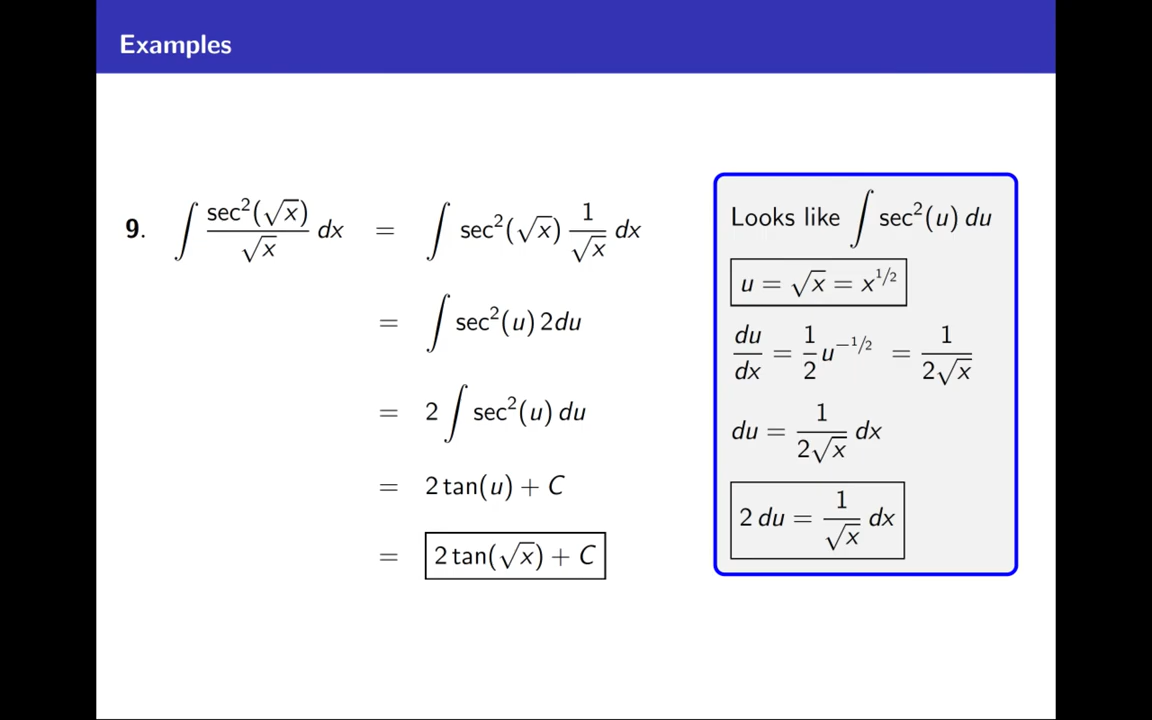 Examples
9. ∫ sec²(√x)/√x dx = ∫ sec²(√x) 1/√x dx
= ∫ sec²(u) 2du
= 2 ∫ sec²(u) du
= 2 tan(u) + C
= 2 tan(√x) + C
Looks like ∫ sec²(u) du
u = √x = x^{1/2}
du/dx = 1/2 u^{−1/2} = 1/(2√x)
du = 1/(2√x) dx
2 du = 1/√x dx